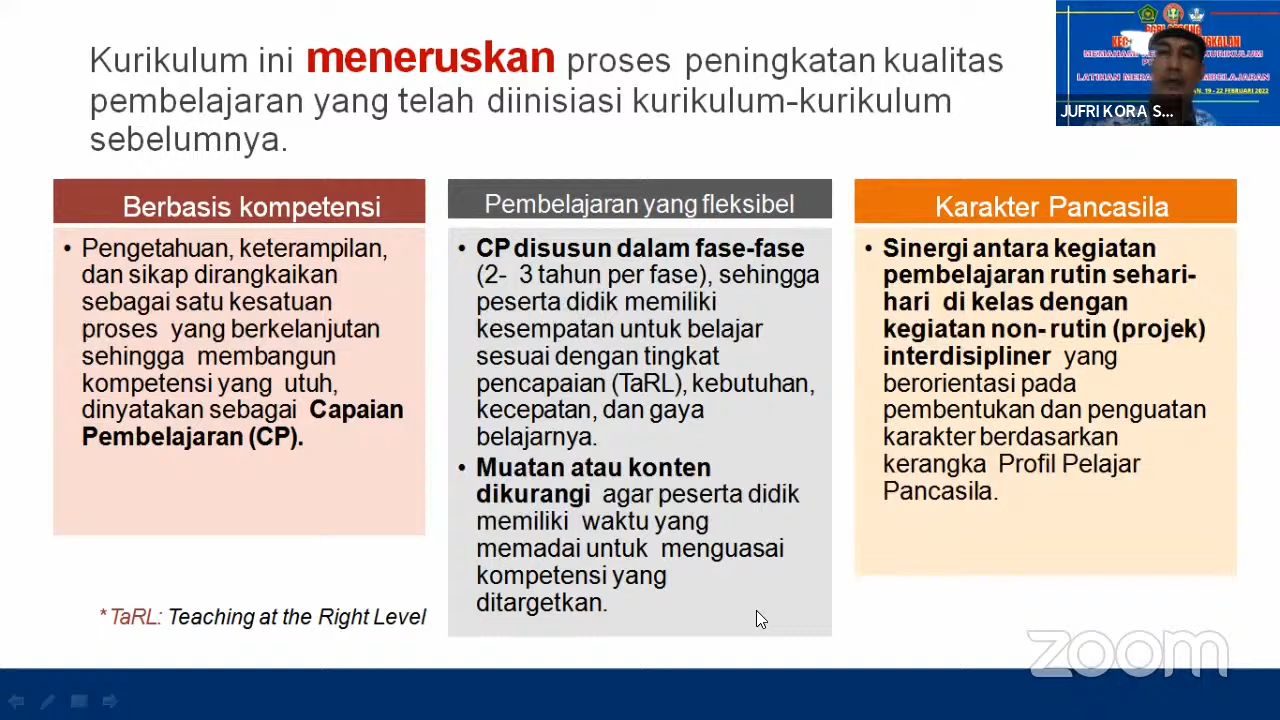 Kurikulum ini meneruskan proses peningkatan kualitas
pembelajaran yang telah diinisiasi kurikulum-kurikulum
sebelumnya.
JUFRI KORA S...
LATIHAN
19 - 22 FEBRUARI 2022
Berbasis kompetensi
• Pengetahuan, keterampilan,
dan sikap dirangkaikan
sebagai satu kesatuan
proses yang berkelanjutan
sehingga membangun
kompetensi yang utuh,
dinyatakan sebagai Capaian
Pembelajaran (CP).
* TaRL: Teaching at the Right Level
Pembelajaran yang fleksibel
• CP disusun dalam fase-fase
(2- 3 tahun per fase), sehingga
peserta didik memiliki
kesempatan untuk belajar
sesuai dengan tingkat
pencapaian (TaRL), kebutuhan,
kecepatan, dan gaya
belajarnya.
• Muatan atau konten
dikurangi agar peserta didik
memiliki waktu yang
memadai untuk menguasai
kompetensi yang
ditargetkan.
Karakter Pancasila
• Sinergi antara kegiatan
pembelajaran rutin sehari-
hari di kelas dengan
kegiatan non-rutin (projek)
interdisipliner yang
berorientasi pada
pembentukan dan penguatan
karakter berdasarkan
kerangka Profil Pelajar
Pancasila.
zoom